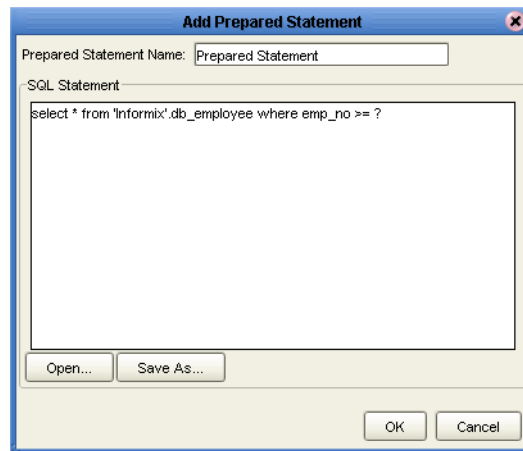 Add Prepared Statement
Prepared Statement Name: Prepared Statement
SQL Statement
select * from 'Informix'.db_employee where emp_no >= ?
Open... Save As...
OK Cancel